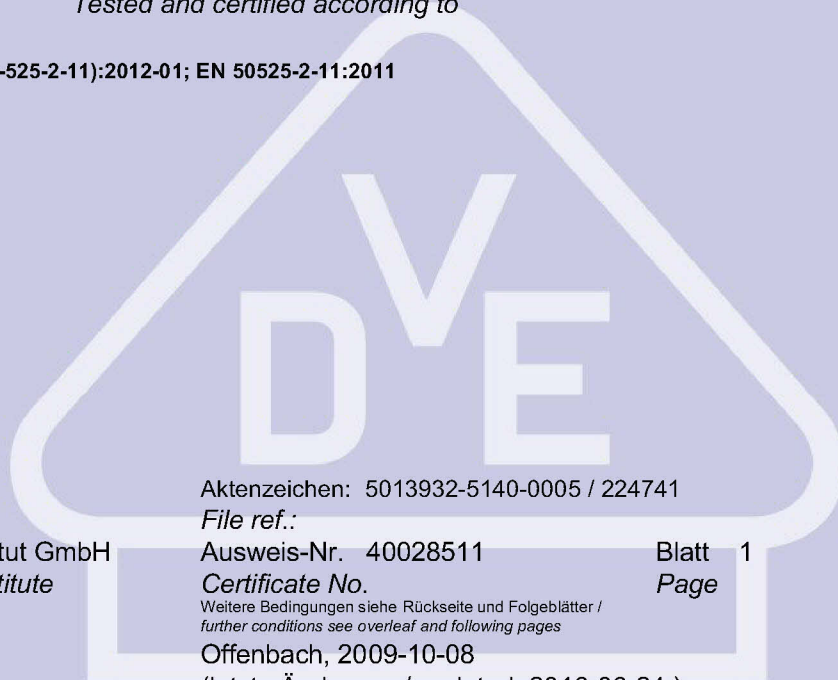 Tested and certified according to
-525-2-11):2012-01; EN 50525-2-11:2011
VDE
Aktenzeichen: 5013932-5140-0005 / 224741
File ref.:
tut GmbH Ausweis-Nr. 40028511 Blatt 1
titute Certificate No. Page
Weitere Bedingungen siehe Rückseite und Folgeblätter /
further conditions see overleaf and following pages
Offenbach, 2009-10-08